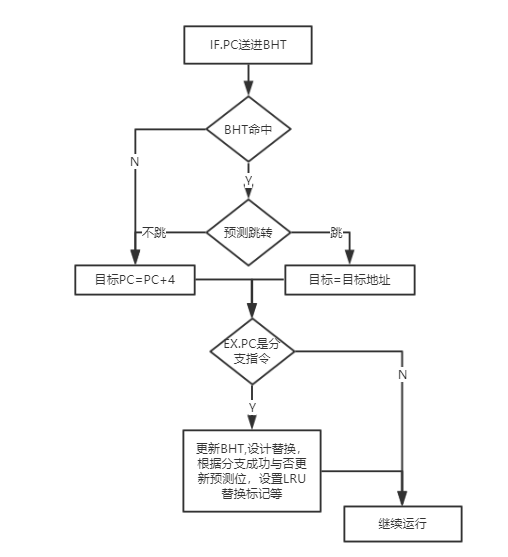 IF.PC送进BHT
BHT命中
N
Y
不跳
预测跳转
跳
目标PC=PC+4
目标=目标地址
EX.PC是分
支指令
N
Y
更新BHT,设计替换，
根据分支成功与否更
新预测位，设置LRU
替换标记等
继续运行